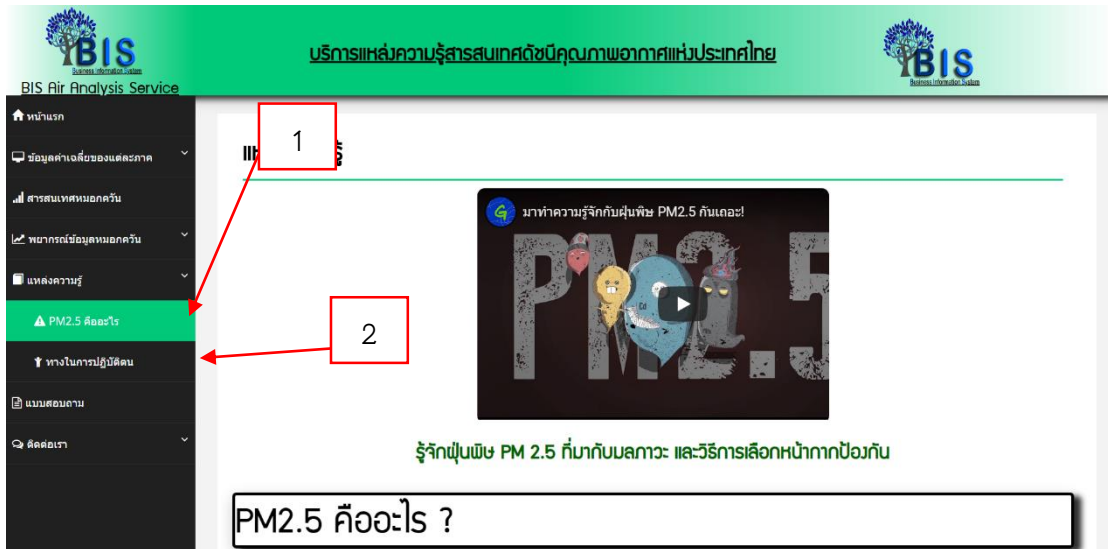 BIS
Business Information System
BIS Air Analysis Service
บริการแหล่งความรู้สารสนเทศดัชนีคุณภาพอากาศแห่งประเทศไทย
BIS
Business Information System
หน้าแรก
ข้อมูลค่าเฉลี่ยของแต่ละภาค
สารสนเทศหมอกควัน
พยากรณ์ข้อมูลหมอกควัน
แหล่งความรู้
PM2.5 คืออะไร
ทางในการปฏิบัติตน
แบบสอบถาม
ติดต่อเรา
1
2
G มาทำความรู้จักกับฝุ่นพิษ PM2.5 กันเถอะ!
PM2.5
รู้จักฝุ่นพิษ PM 2.5 ที่มากับมลภาวะ และวิธีการเลือกหน้ากากป้องกัน
PM2.5 คืออะไร ?